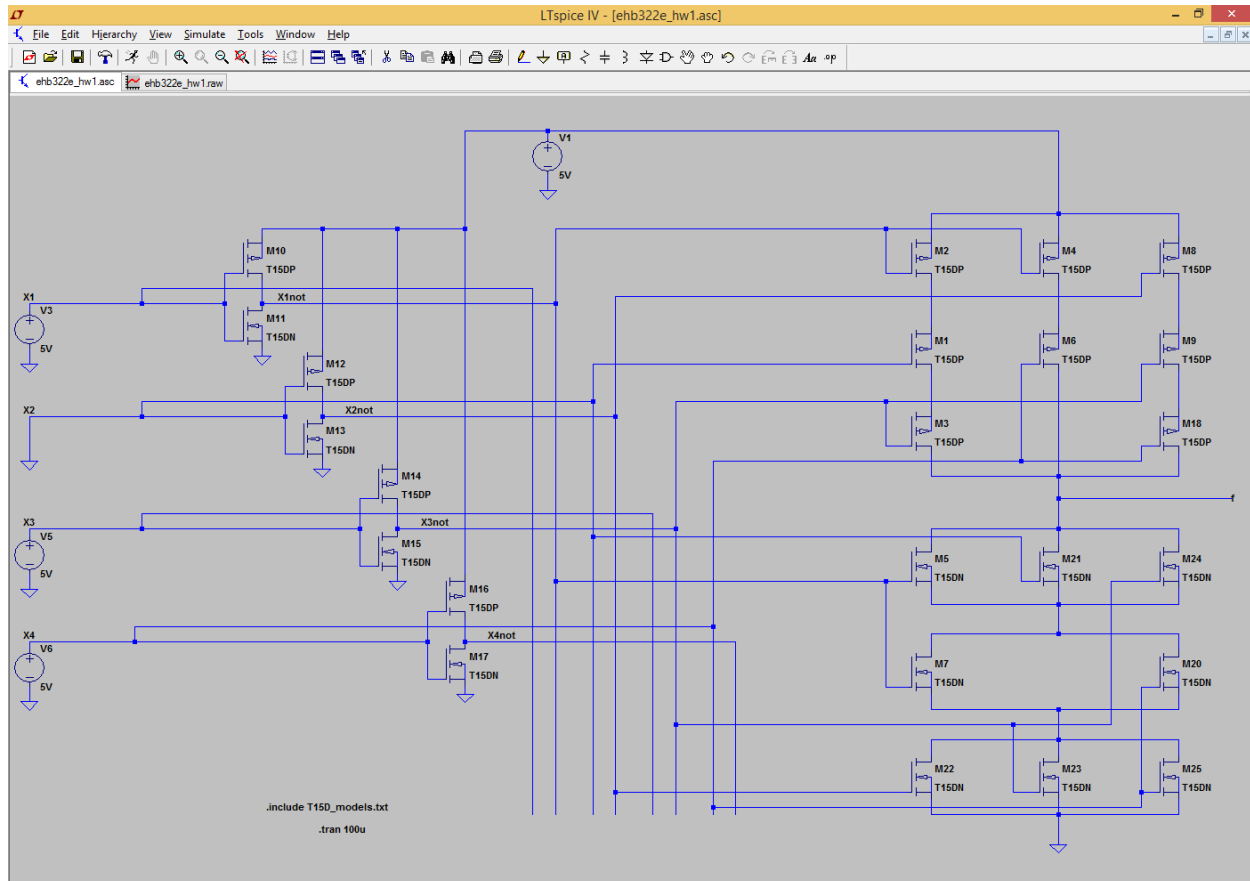 LTspice IV - [ehb322e_hw1.asc]
File Edit Hierarchy View Simulate Tools Window Help
Aa .op
ehb322e_hw1.asc ehb322e_hw1.raw
V1
5V
M10
T15DP
X1
V3
5V
X1not
M11
T15DN
M12
T15DP
X2
X2not
M13
T15DN
M14
T15DP
X3
V5
5V
X3not
M15
T15DN
M16
T15DP
X4
V6
5V
X4not
M17
T15DN
M2
T15DP
M4
T15DP
M8
T15DP
M1
T15DP
M6
T15DP
M9
T15DP
M3
T15DP
M18
T15DP
f
M5
T15DN
M21
T15DN
M24
T15DN
M7
T15DN
M20
T15DN
M22
T15DN
M23
T15DN
M25
T15DN
.include T15D_models.txt
.tran 100u